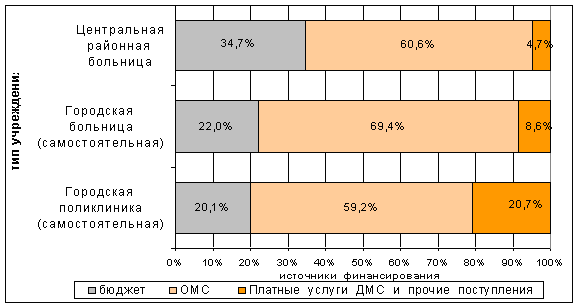 тип учреждени:
Центральная
районная
больница
34,7% 60,6% 4,7%
Городская
больница
(самостоятельная)
22,0% 69,4% 8,6%
Городская
поликлиника
(самостоятельная)
20,1% 59,2% 20,7%
0% 10% 20% 30% 40% 50% 60% 70% 80% 90% 100%
источники финансирования
бюджет ОМС Платные услуги ДМС и прочие поступления